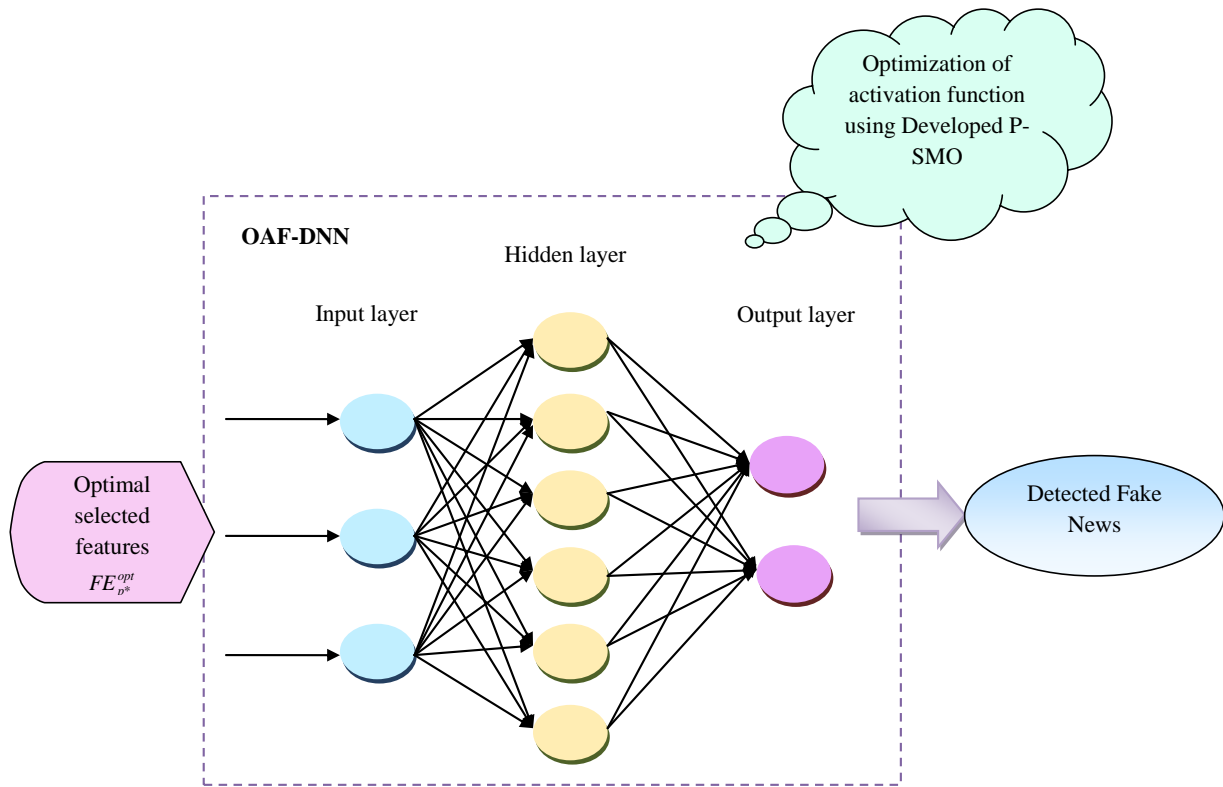 Optimization of
activation function
using Developed P-
SMO
OAF-DNN
Hidden layer
Input layer
Output layer
Optimal
selected
features
FE_{p*}^{opt}
Detected Fake
News